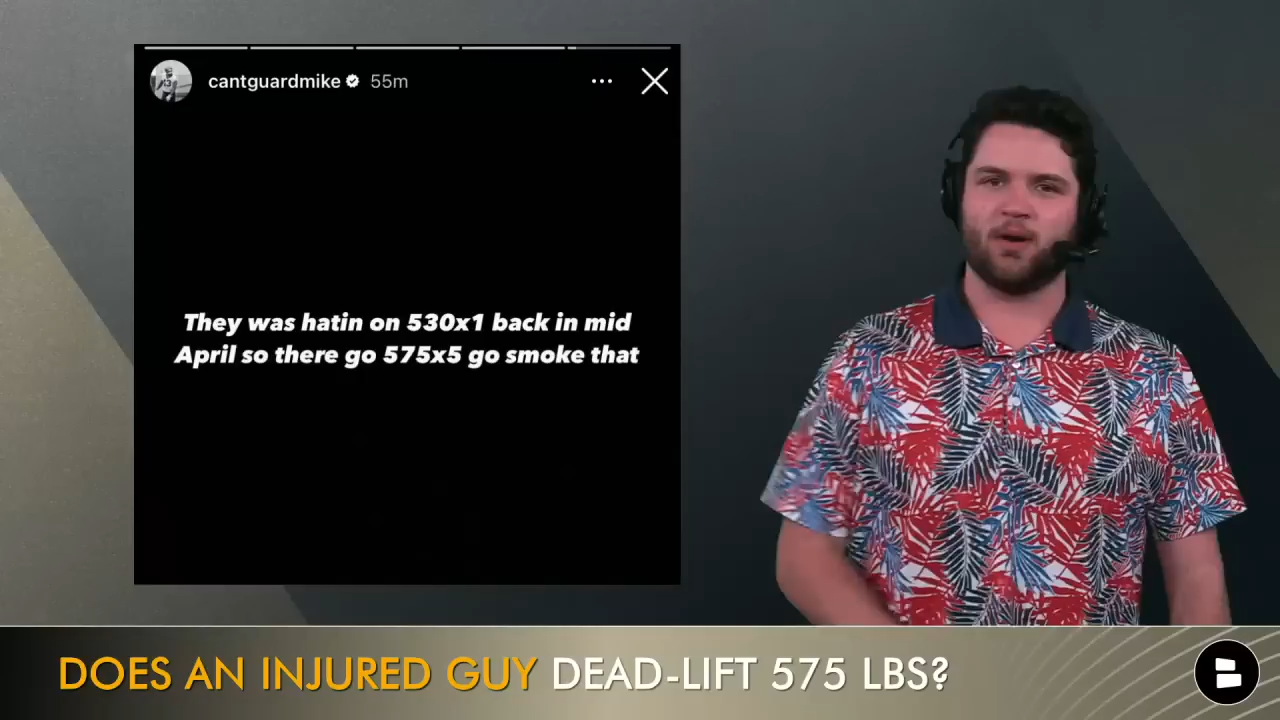 cantguardmike 55m
They was hatin on 530x1 back in mid
April so there go 575x5 go smoke that
DOES AN INJURED GUY DEAD-LIFT 575 LBS?